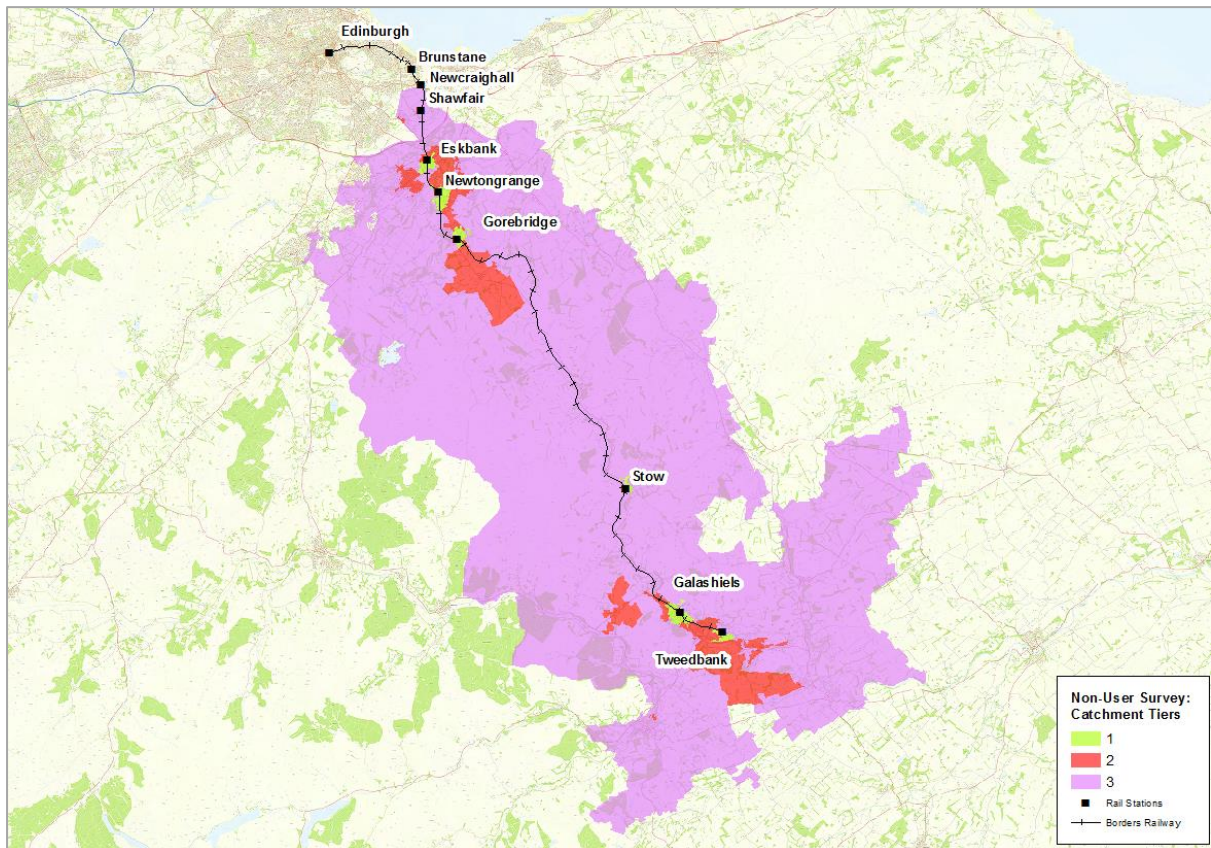 Edinburgh
Brunstane
Newcraighall
Shawfair
Eskbank
Newtongrange
Gorebridge
Stow
Galashiels
Tweedbank
Non-User Survey:
Catchment Tiers
1
2
3
Rail Stations
Borders Railway